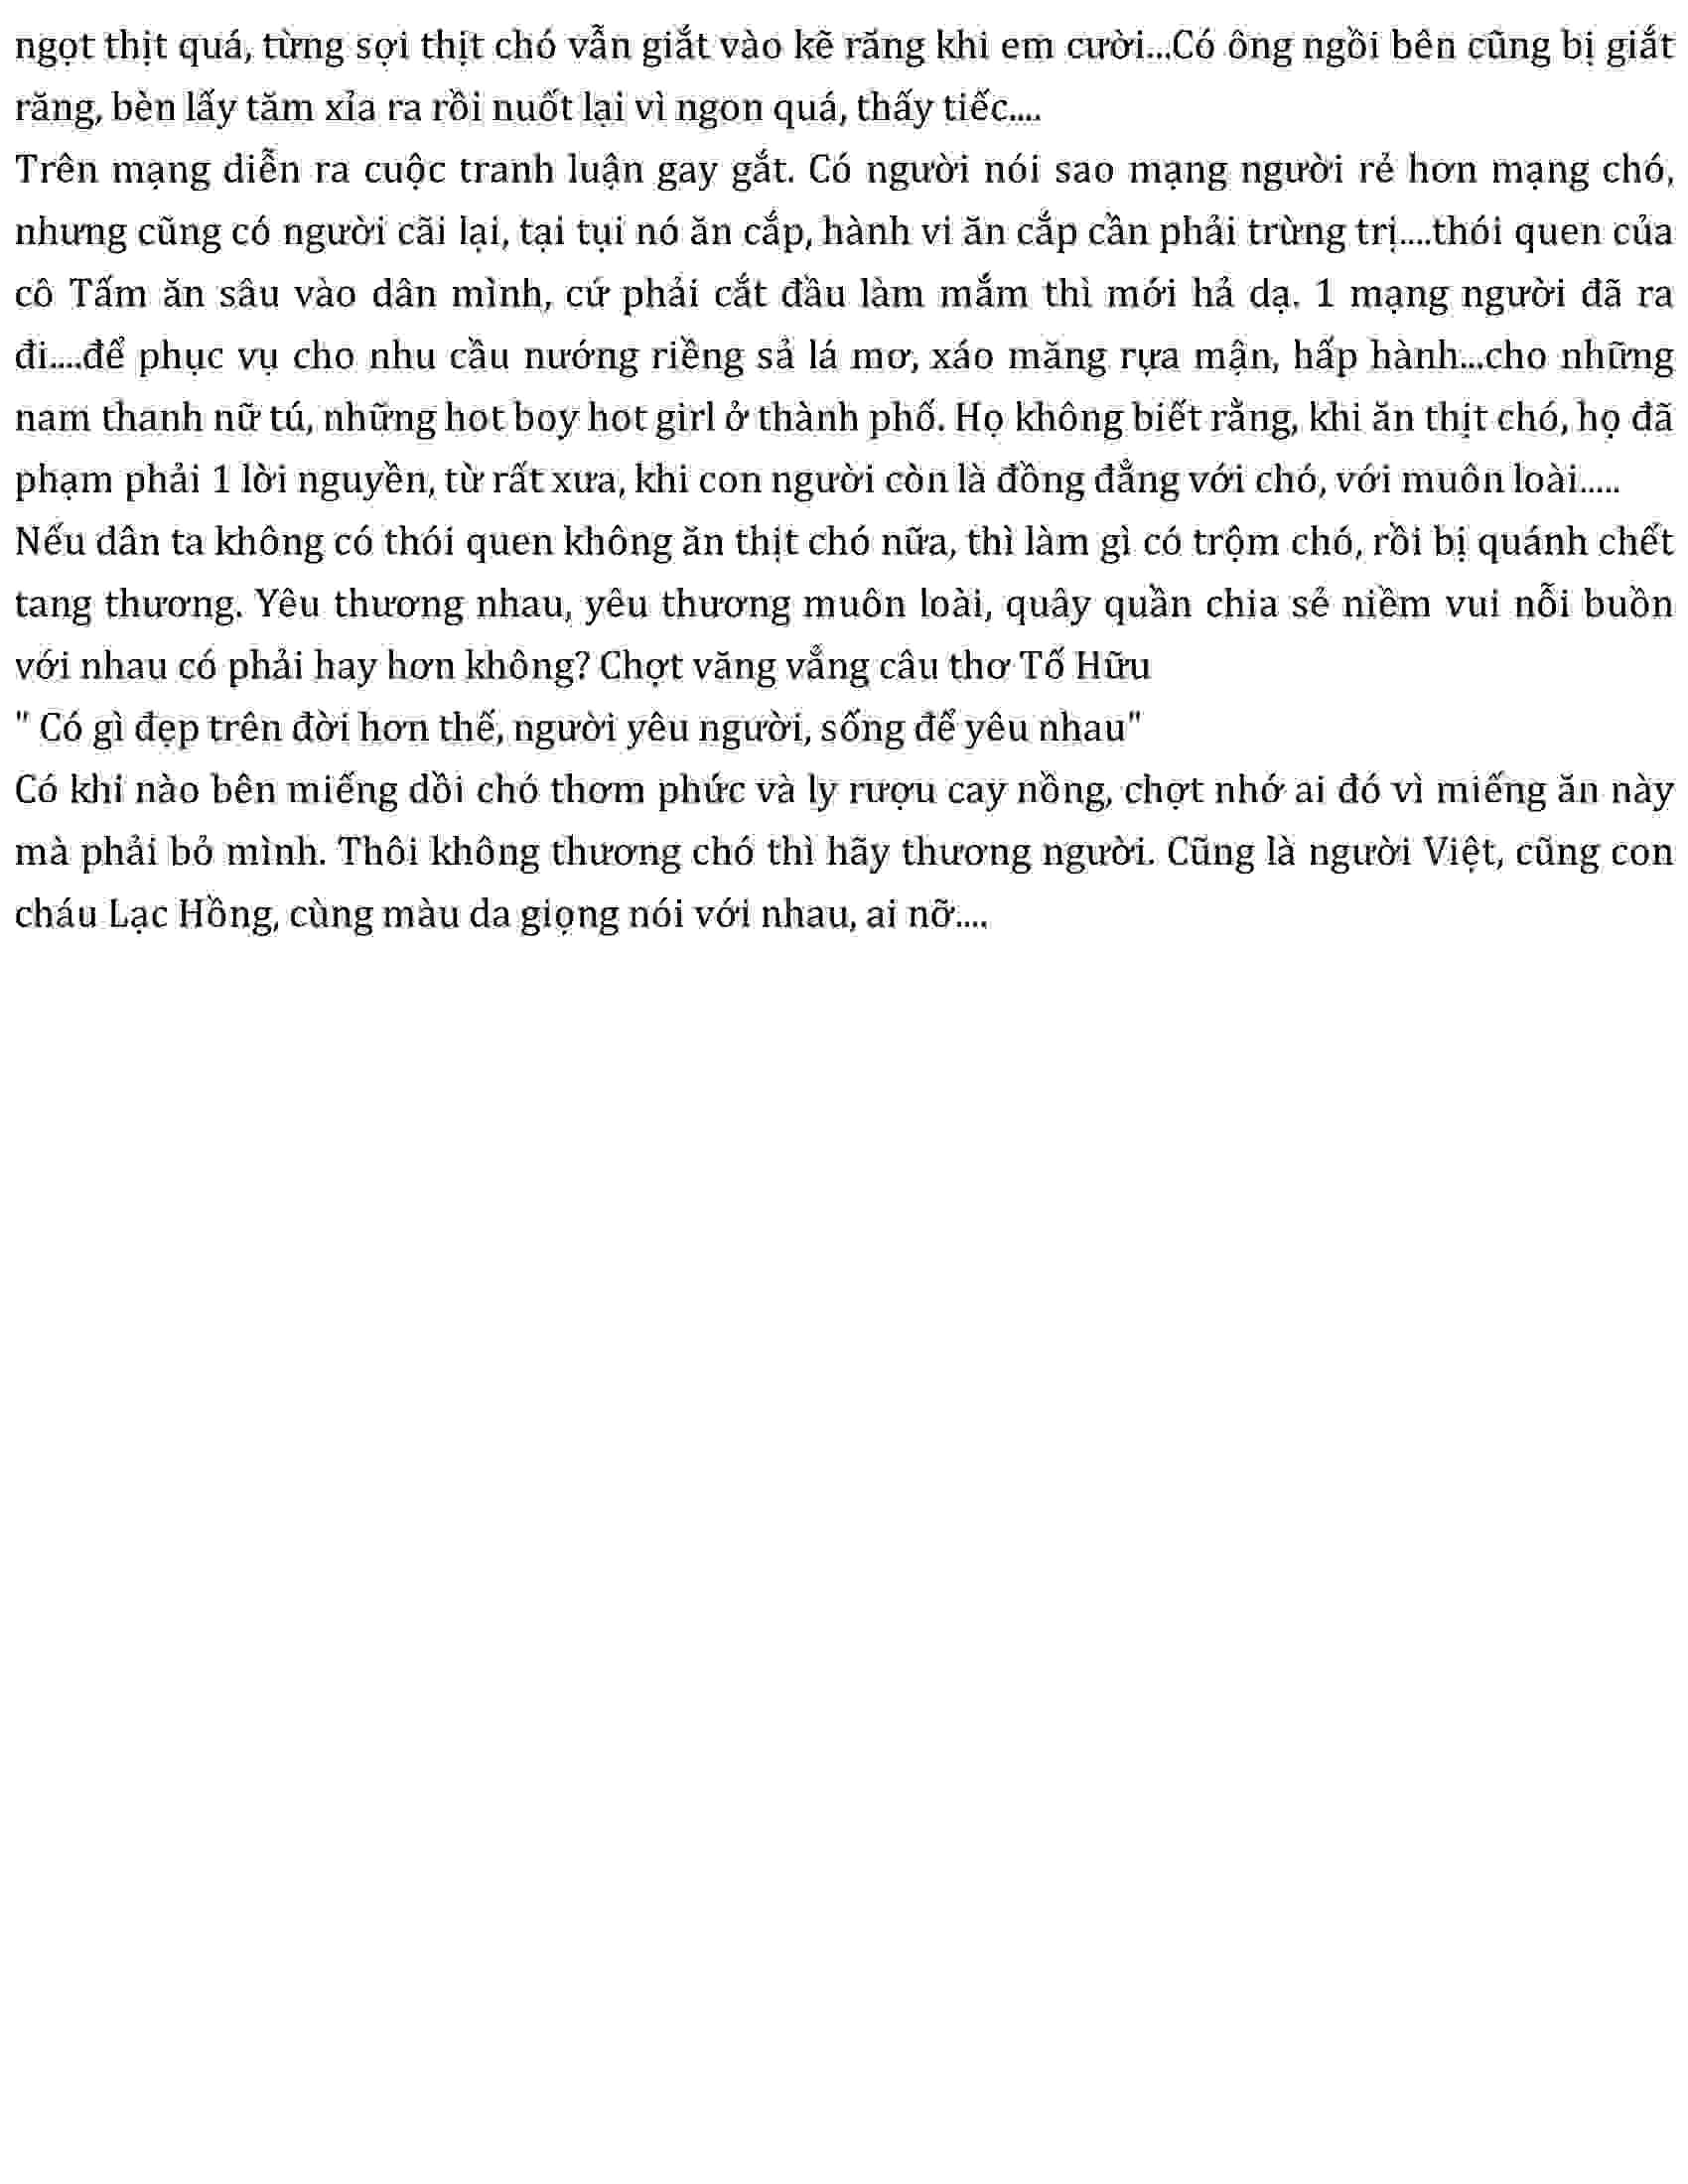 ngọt thịt quá, từng sợi thịt chó vẫn giắt vào kẽ răng khi em cười...Có ông ngồi bên cũng bị giắt
răng, bèn lấy tăm xỉa ra rồi nuốt lại vì ngon quá, thấy tiếc....
Trên mạng diễn ra cuộc tranh luận gay gắt. Có người nói sao mạng người rẻ hơn mạng chó,
nhưng cũng có người cãi lại, tại tụi nó ăn cắp, hành vi ăn cắp cần phải trừng trị....thói quen của
cô Tấm ăn sâu vào dân mình, cứ phải cắt đầu làm mắm thì mới hả dạ. 1 mạng người đã ra
đi....để phục vụ cho nhu cầu nướng riềng sả lá mơ, xáo măng rựa mận, hấp hành...cho những
nam thanh nữ tú, những hot boy hot girl ở thành phố. Họ không biết rằng, khi ăn thịt chó, họ đã
phạm phải 1 lời nguyền, từ rất xưa, khi con người còn là đồng đẳng với chó, với muôn loài.....
Nếu dân ta không có thói quen không ăn thịt chó nữa, thì làm gì có trộm chó, rồi bị quánh chết
tang thương. Yêu thương nhau, yêu thương muôn loài, quây quần chia sẻ niềm vui nỗi buồn
với nhau có phải hay hơn không? Chợt văng vẳng câu thơ Tố Hữu
" Có gì đẹp trên đời hơn thế, người yêu người, sống để yêu nhau"
Có khi nào bên miếng dồi chó thơm phức và ly rượu cay nồng, chợt nhớ ai đó vì miếng ăn này
mà phải bỏ mình. Thôi không thương chó thì hãy thương người. Cũng là người Việt, cũng con
cháu Lạc Hồng, cùng màu da giọng nói với nhau, ai nỡ....